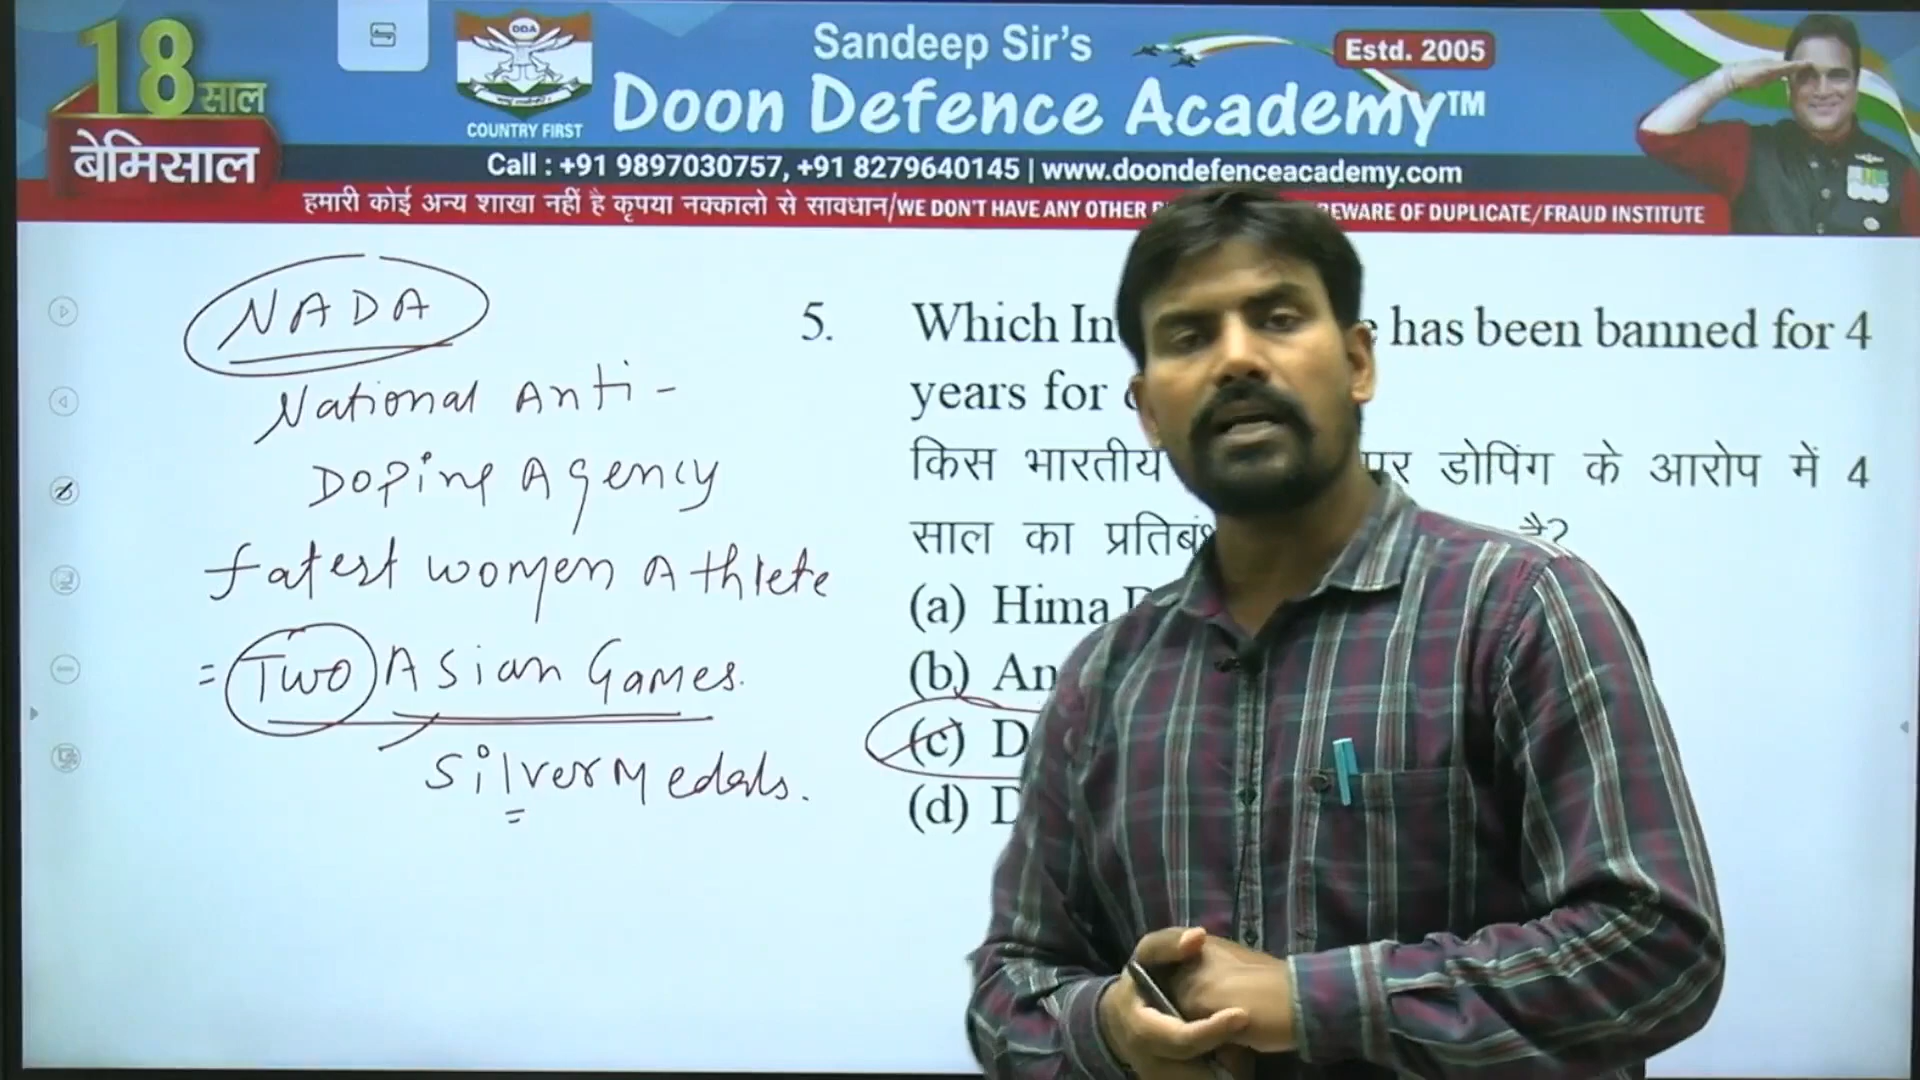 18 साल
बेमिसाल
DDA
COUNTRY FIRST
Sandeep Sir's
Estd. 2005
Doon Defence Academy™
Call : +91 9897030757, +91 8279640145 | www.doondefenceacademy.com
हमारी कोई अन्य शाखा नहीं है कृपया नक्कालो से सावधान/WE DON'T HAVE ANY OTHER EWARE OF DUPLICATE/FRAUD INSTITUTE
NADA
National Anti-
Doping Agency
fatest women Athlete
= Two Asian Games.
Silver Medals.
5. Which In has been banned for 4
years for
किस भारतीय पर डोपिंग के आरोप में 4
साल का प्रतिबंध है?
(a) Hima D
(b) An
(c) D
(d) D